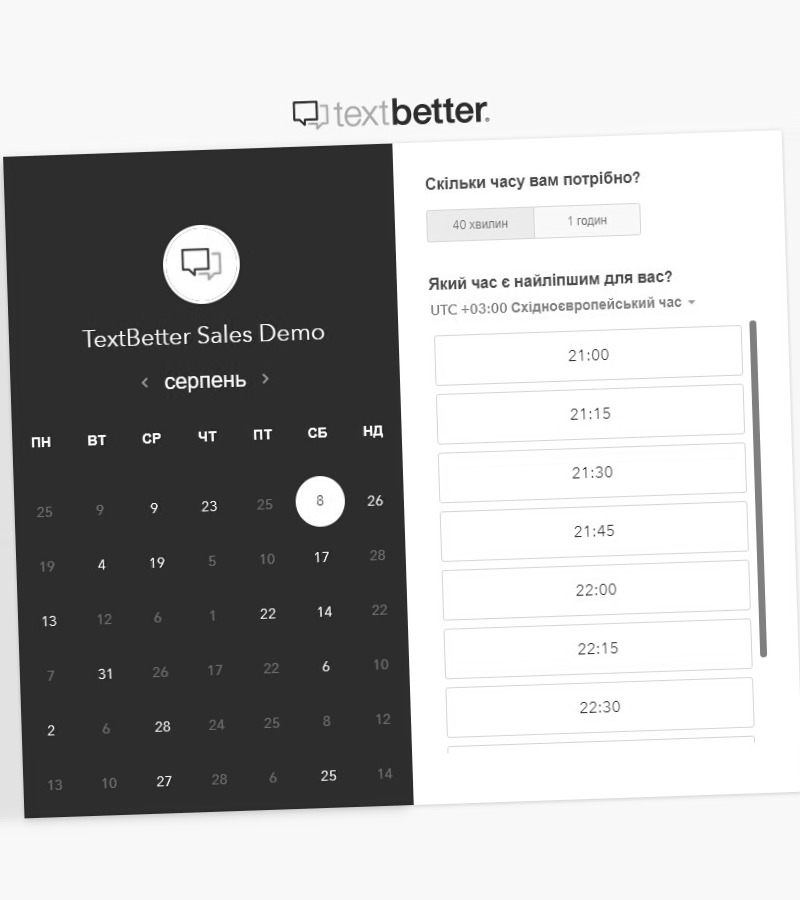 textbetter.
TextBetter Sales Demo
‹ серпень ›
ПН ВТ СР ЧТ ПТ СБ НД
25 9 9 23 25 8 26
19 4 19 5 10 17 28
13 12 6 1 22 14 22
7 31 26 17 22 6 10
2 6 28 24 25 8 12
13 10 27 28 6 25 14
Скільки часу вам потрібно?
40 хвилин 1 годин
Який час є найліпшим для вас?
UTC +03:00 Східноєвропейський час
21:00
21:15
21:30
21:45
22:00
22:15
22:30